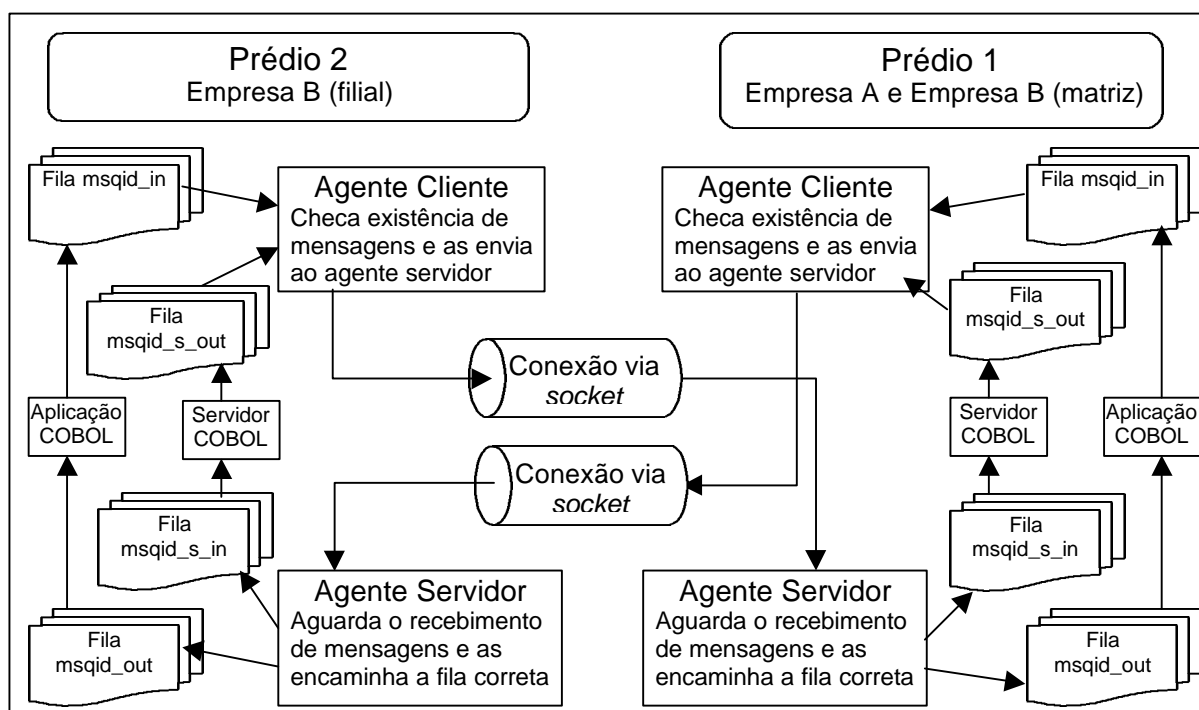 Prédio 2
Empresa B (filial)
Prédio 1
Empresa A e Empresa B (matriz)
Fila msqid_in
Agente Cliente
Checa existência de
mensagens e as envia
ao agente servidor
Agente Cliente
Checa existência de
mensagens e as envia
ao agente servidor
Fila msqid_in
Fila
msqid_s_out
Fila
msqid_s_out
Conexão via
socket
Aplicação
COBOL
Servidor
COBOL
Servidor
COBOL
Aplicação
COBOL
Conexão via
socket
Fila
msqid_s_in
Fila
msqid_s_in
Agente Servidor
Aguarda o recebimento
de mensagens e as
encaminha a fila correta
Agente Servidor
Aguarda o recebimento
de mensagens e as
encaminha a fila correta
Fila
msqid_out
Fila
msqid_out